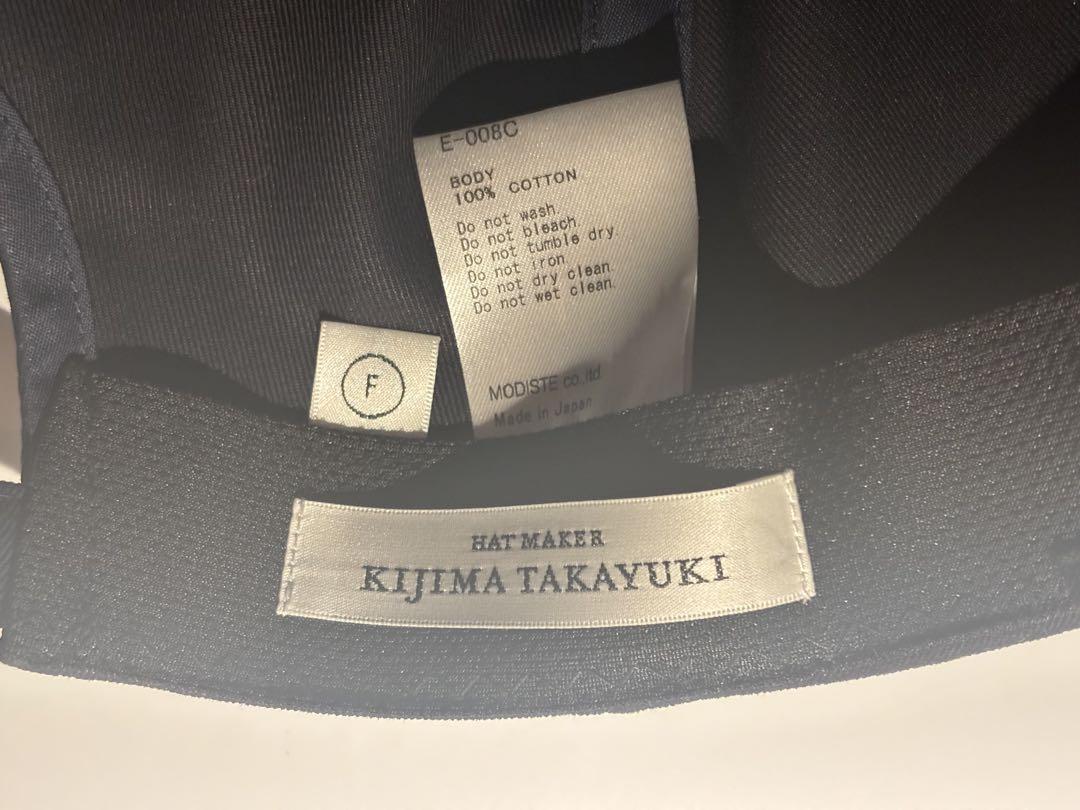 E-008C
BODY
100% COTTON
Do not wash.
Do not bleach.
Do not tumble dry.
Do not iron.
Do not dry clean.
Do not wet clean.
MODISTE co.,ltd
Made in Japan
F
HAT MAKER
KIJIMA TAKAYUKI